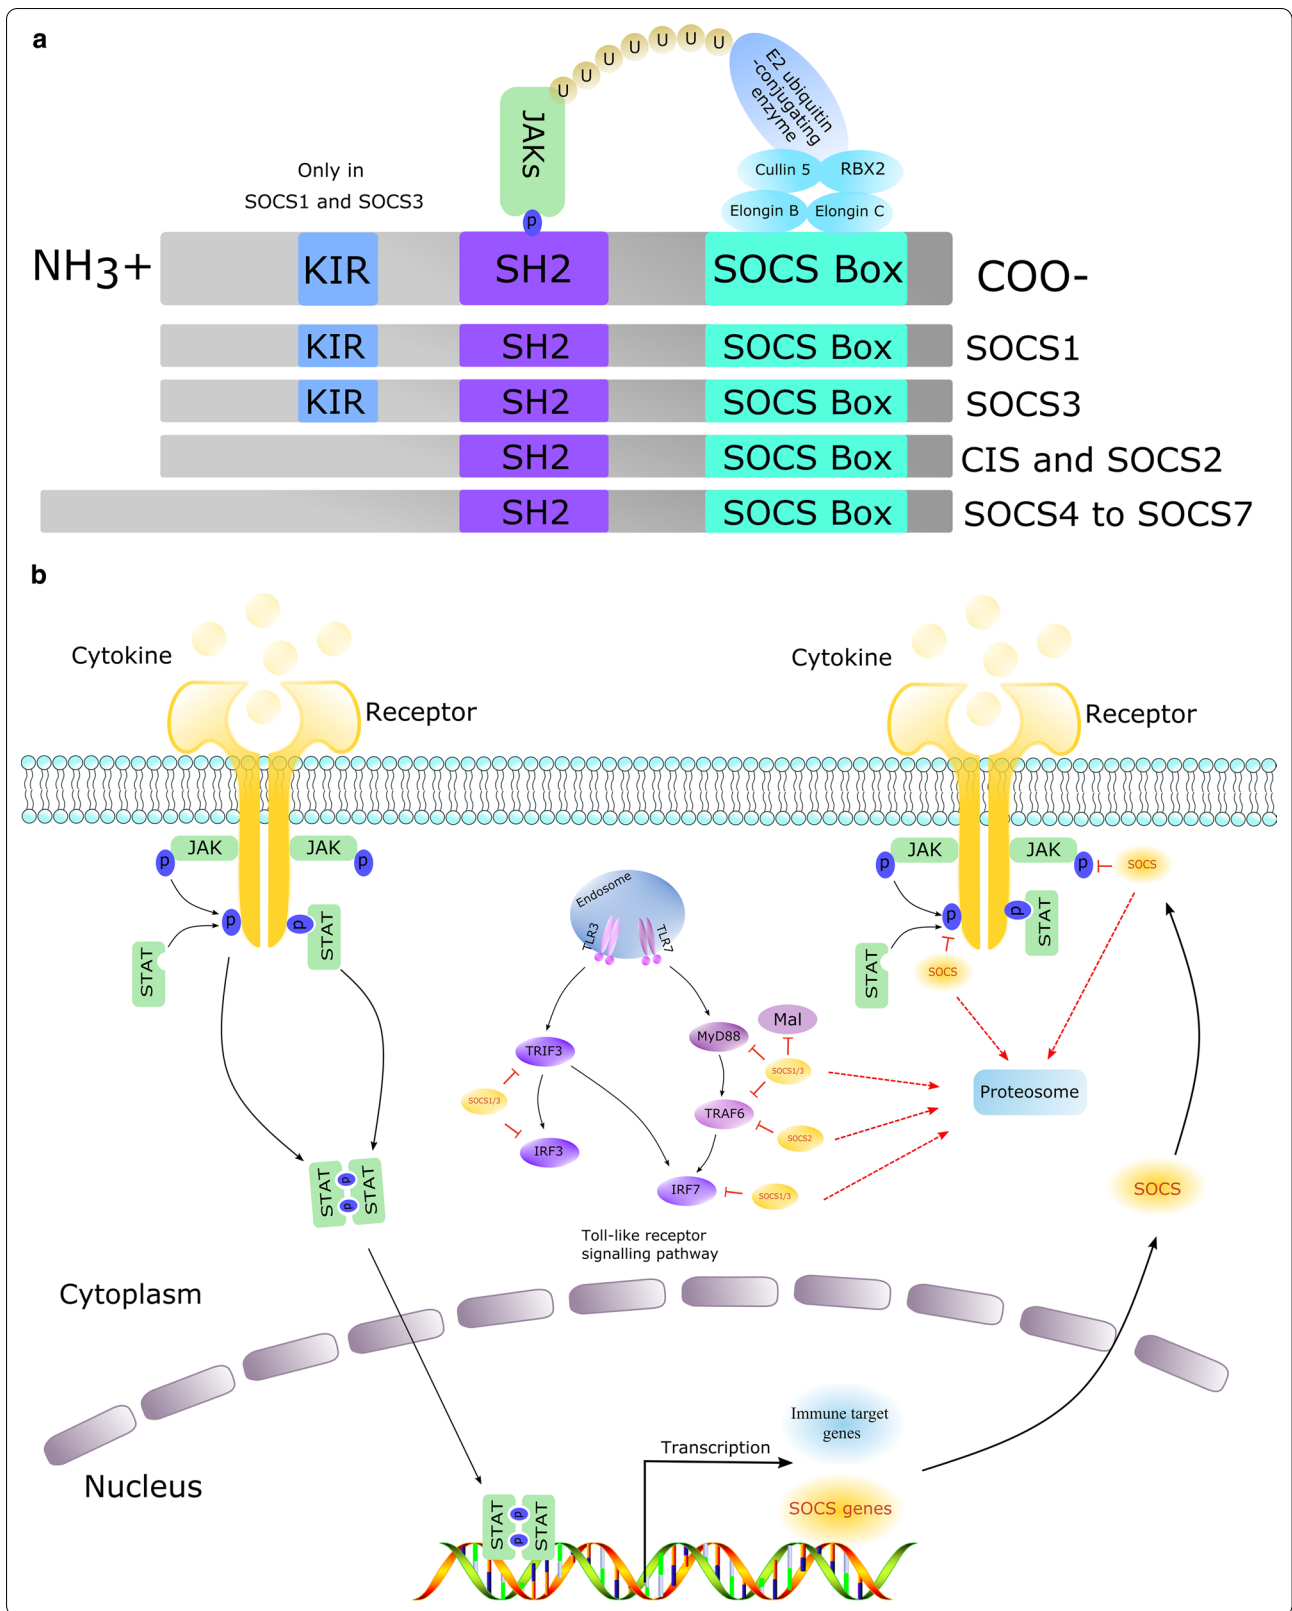 a
U U U U U U U
E2 ubiquitin
-conjugating
enzyme
JAKs
Only in
SOCS1 and SOCS3
Cullin 5 RBX2
Elongin B Elongin C
p
NH3+ KIR SH2 SOCS Box COO-
KIR SH2 SOCS Box SOCS1
KIR SH2 SOCS Box SOCS3
SH2 SOCS Box CIS and SOCS2
SH2 SOCS Box SOCS4 to SOCS7
b
Cytokine
Receptor
Cytokine
Receptor
p JAK JAK p
p p STAT
STAT
p JAK JAK p SOCS
p p STAT
STAT SOCS
Endosome
TLR3 TLR7
Mal
MyD88
TRIF3
SOCS1/3
SOCS1/3
TRAF6
SOCS2
IRF3
IRF7 SOCS1/3
Proteosome
STAT p p STAT
SOCS
Toll-like receptor
signalling pathway
Cytoplasm
Nucleus
Immune target
genes
Transcription
SOCS genes
STAT p p STAT